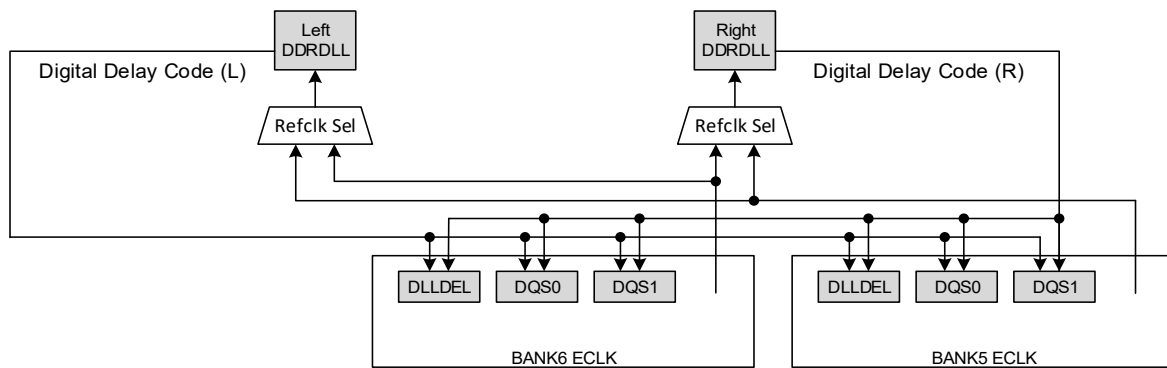 Left
DDRDLL
Right
DDRDLL
Digital Delay Code (L)
Digital Delay Code (R)
Refclk Sel
Refclk Sel
DLLDEL
DQS0
DQS1
DLLDEL
DQS0
DQS1
BANK6 ECLK
BANK5 ECLK